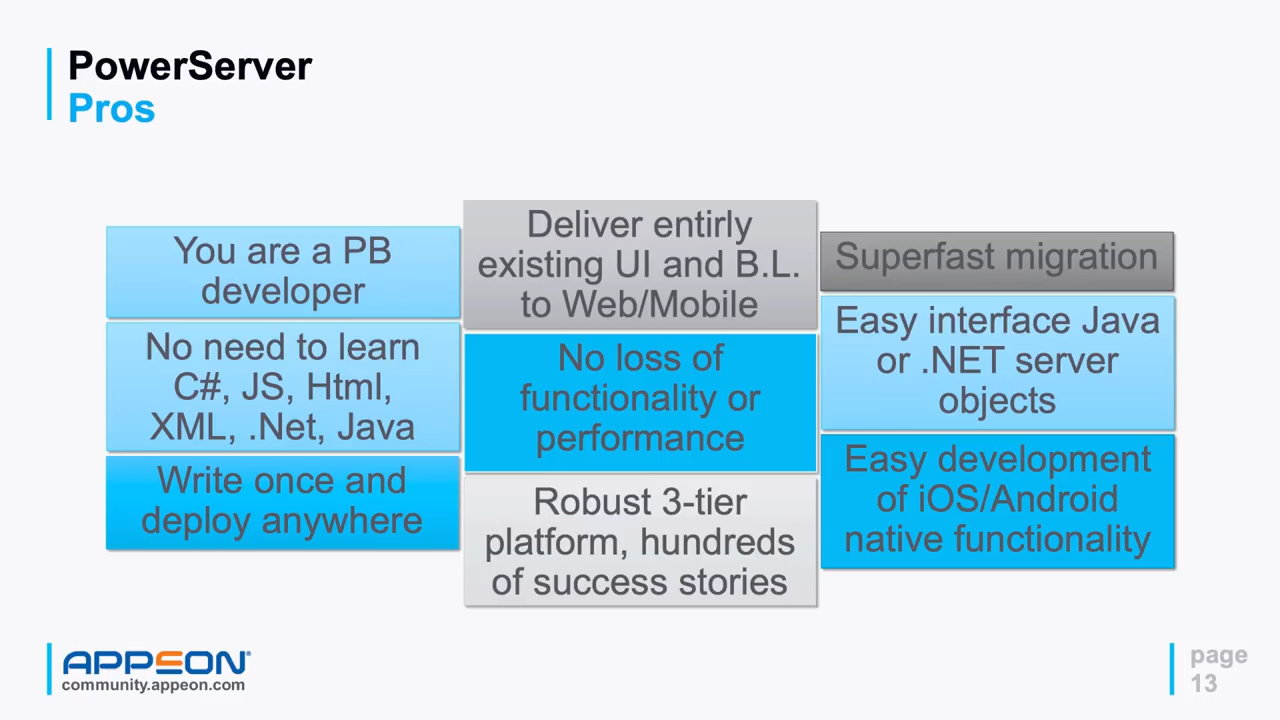 PowerServer
Pros
You are a PB
developer
No need to learn
C#, JS, Html,
XML, .Net, Java
Write once and
deploy anywhere
Deliver entirly
existing UI and B.L.
to Web/Mobile
No loss of
functionality or
performance
Robust 3-tier
platform, hundreds
of success stories
Superfast migration
Easy interface Java
or .NET server
objects
Easy development
of iOS/Android
native functionality
APPEON®
community.appeon.com
page
13